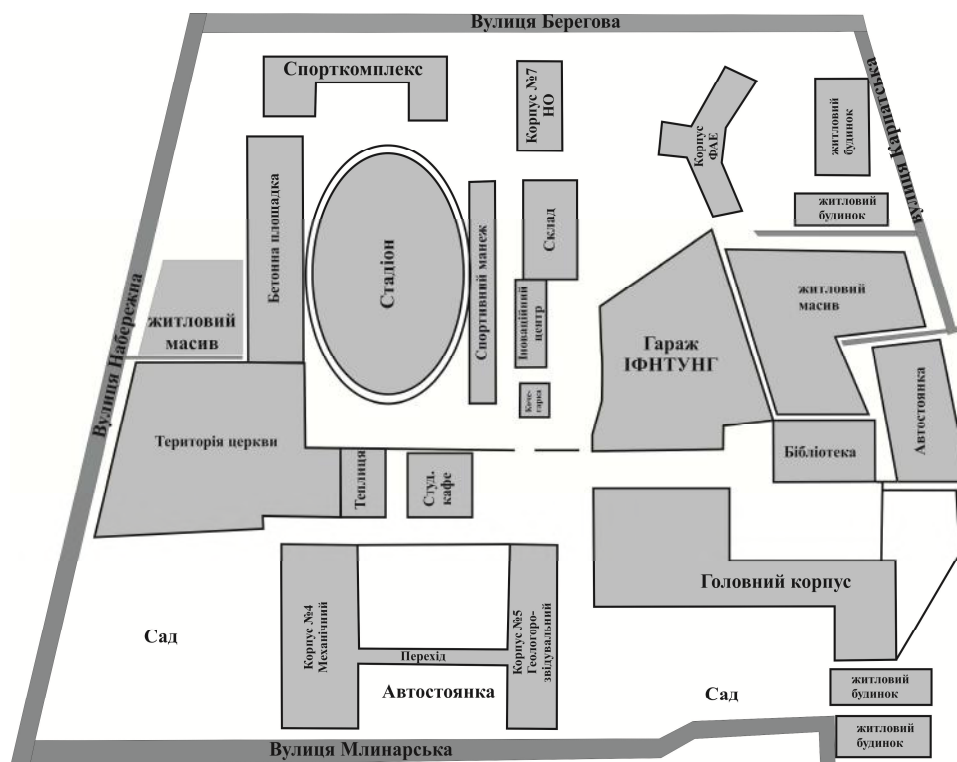 Вулиця Берегова
Спорткомплекс
Корпус №7
НО
Корпус
ФАЕ
житловий
будинок
вулиця Карпатська
житловий
будинок
Бетонна площадка
Стадіон
Спортивний манеж
Склад
житловий
масив
Вулиця Набережна
житловий
масив
Іноваційний
центр
Гараж
ІФНТУНГ
Коче-
гарка
Автостоянка
Територія церкви
Теплиця
Студ.
кафе
Бібліотека
Головний корпус
Корпус №4
Механічний
Корпус №5
Геологоро-
звідувальний
Сад
Перехід
Автостоянка
Сад
житловий
будинок
житловий
будинок
Вулиця Млинарська